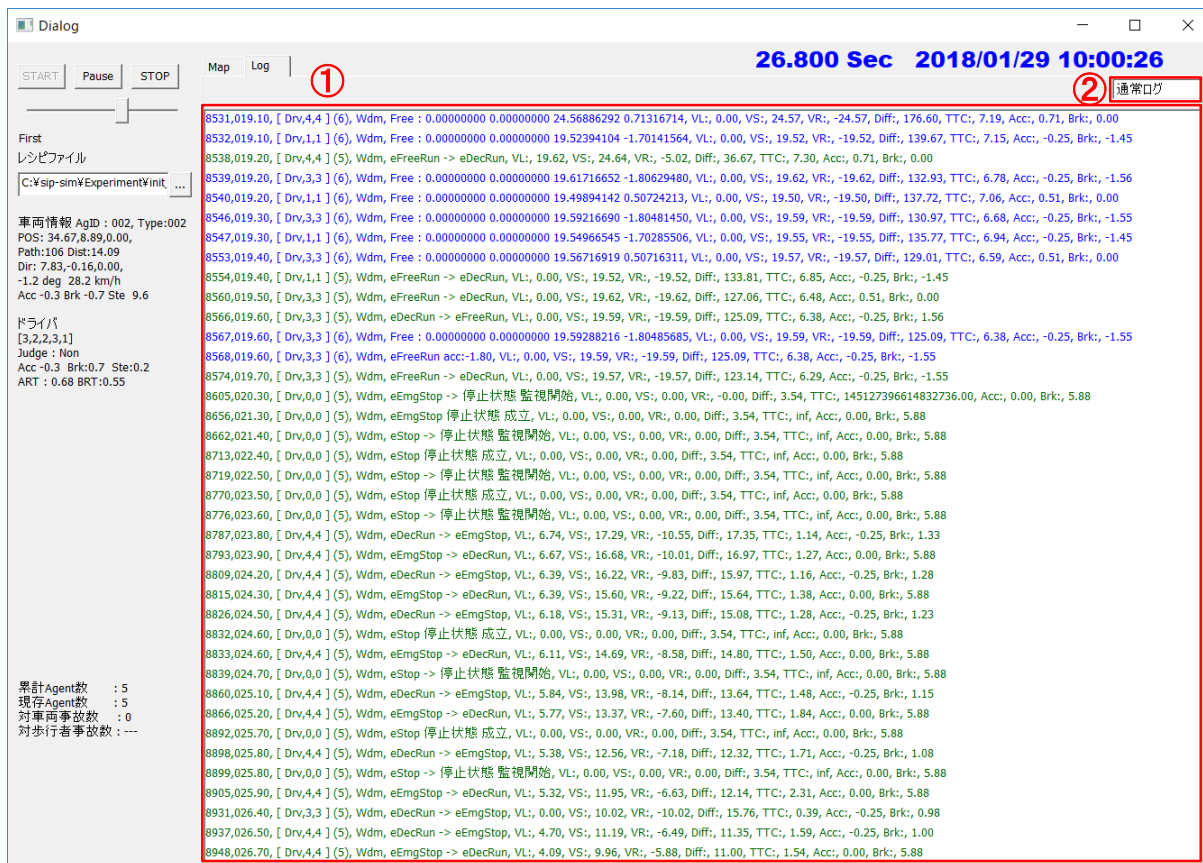 Dialog
START Pause STOP
First
レシピファイル
C:¥sip-sim¥Experiment¥init_ ...
車両情報 AgID : 002, Type:002
POS: 34.67,8.89,0.00,
Path:106 Dist:14.09
Dir: 7.83,-0.16,0.00,
-1.2 deg 28.2 km/h
Acc -0.3 Brk -0.7 Ste 9.6
ドライバ
[3,2,2,3,1]
Judge : Non
Acc -0.3 Brk:0.7 Ste:0.2
ART : 0.68 BRT:0.55
累計Agent数 : 5
現存Agent数 : 5
対車両事故数 : 0
対歩行者事故数 : ---
Map Log
①
26.800 Sec 2018/01/29 10:00:26
② 通常ログ
8531,019.10, [ Drv,4,4 ] (6), Wdm, Free : 0.00000000 0.00000000 24.56886292 0.71316714, VL:, 0.00, VS:, 24.57, VR:, -24.57, Diff:, 176.60, TTC:, 7.19, Acc:, 0.71, Brk:, 0.00
8532,019.10, [ Drv,1,1 ] (6), Wdm, Free : 0.00000000 0.00000000 19.52394104 -1.70141564, VL:, 0.00, VS:, 19.52, VR:, -19.52, Diff:, 139.67, TTC:, 7.15, Acc:, -0.25, Brk:, -1.45
8538,019.20, [ Drv,4,4 ] (5), Wdm, eFreeRun -> eDecRun, VL:, 19.62, VS:, 24.64, VR:, -5.02, Diff:, 36.67, TTC:, 7.30, Acc:, 0.71, Brk:, 0.00
8539,019.20, [ Drv,3,3 ] (6), Wdm, Free : 0.00000000 0.00000000 19.61716652 -1.80629480, VL:, 0.00, VS:, 19.62, VR:, -19.62, Diff:, 132.93, TTC:, 6.78, Acc:, -0.25, Brk:, -1.56
8540,019.20, [ Drv,1,1 ] (6), Wdm, Free : 0.00000000 0.00000000 19.49894142 0.50724213, VL:, 0.00, VS:, 19.50, VR:, -19.50, Diff:, 137.72, TTC:, 7.06, Acc:, 0.51, Brk:, 0.00
8546,019.30, [ Drv,3,3 ] (6), Wdm, Free : 0.00000000 0.00000000 19.59216690 -1.80481450, VL:, 0.00, VS:, 19.59, VR:, -19.59, Diff:, 130.97, TTC:, 6.68, Acc:, -0.25, Brk:, -1.55
8547,019.30, [ Drv,1,1 ] (6), Wdm, Free : 0.00000000 0.00000000 19.54966545 -1.70285506, VL:, 0.00, VS:, 19.55, VR:, -19.55, Diff:, 135.77, TTC:, 6.94, Acc:, -0.25, Brk:, -1.45
8553,019.40, [ Drv,3,3 ] (6), Wdm, Free : 0.00000000 0.00000000 19.56716919 0.50716311, VL:, 0.00, VS:, 19.57, VR:, -19.57, Diff:, 129.01, TTC:, 6.59, Acc:, 0.51, Brk:, 0.00
8554,019.40, [ Drv,1,1 ] (5), Wdm, eFreeRun -> eDecRun, VL:, 0.00, VS:, 19.52, VR:, -19.52, Diff:, 133.81, TTC:, 6.85, Acc:, -0.25, Brk:, -1.45
8560,019.50, [ Drv,3,3 ] (5), Wdm, eFreeRun -> eDecRun, VL:, 0.00, VS:, 19.62, VR:, -19.62, Diff:, 127.06, TTC:, 6.48, Acc:, 0.51, Brk:, 0.00
8566,019.60, [ Drv,3,3 ] (5), Wdm, eDecRun -> eFreeRun, VL:, 0.00, VS:, 19.59, VR:, -19.59, Diff:, 125.09, TTC:, 6.38, Acc:, -0.25, Brk:, 1.56
8567,019.60, [ Drv,3,3 ] (6), Wdm, Free : 0.00000000 0.00000000 19.59288216 -1.80485685, VL:, 0.00, VS:, 19.59, VR:, -19.59, Diff:, 125.09, TTC:, 6.38, Acc:, -0.25, Brk:, -1.55
8568,019.60, [ Drv,3,3 ] (6), Wdm, eFreeRun acc:-1.80, VL:, 0.00, VS:, 19.59, VR:, -19.59, Diff:, 125.09, TTC:, 6.38, Acc:, -0.25, Brk:, -1.55
8574,019.70, [ Drv,3,3 ] (5), Wdm, eFreeRun -> eDecRun, VL:, 0.00, VS:, 19.57, VR:, -19.57, Diff:, 123.14, TTC:, 6.29, Acc:, -0.25, Brk:, -1.55
8605,020.30, [ Drv,0,0 ] (5), Wdm, eEmgStop -> 停止状態 監視開始, VL:, 0.00, VS:, 0.00, VR:, -0.00, Diff:, 3.54, TTC:, 145127396614832736.00, Acc:, 0.00, Brk:, 5.88
8656,021.30, [ Drv,0,0 ] (5), Wdm, eEmgStop 停止状態 成立, VL:, 0.00, VS:, 0.00, VR:, 0.00, Diff:, 3.54, TTC:, inf, Acc:, 0.00, Brk:, 5.88
8662,021.40, [ Drv,0,0 ] (5), Wdm, eStop -> 停止状態 監視開始, VL:, 0.00, VS:, 0.00, VR:, 0.00, Diff:, 3.54, TTC:, inf, Acc:, 0.00, Brk:, 5.88
8713,022.40, [ Drv,0,0 ] (5), Wdm, eStop 停止状態 成立, VL:, 0.00, VS:, 0.00, VR:, 0.00, Diff:, 3.54, TTC:, inf, Acc:, 0.00, Brk:, 5.88
8719,022.50, [ Drv,0,0 ] (5), Wdm, eStop -> 停止状態 監視開始, VL:, 0.00, VS:, 0.00, VR:, 0.00, Diff:, 3.54, TTC:, inf, Acc:, 0.00, Brk:, 5.88
8770,023.50, [ Drv,0,0 ] (5), Wdm, eStop 停止状態 成立, VL:, 0.00, VS:, 0.00, VR:, 0.00, Diff:, 3.54, TTC:, inf, Acc:, 0.00, Brk:, 5.88
8776,023.60, [ Drv,0,0 ] (5), Wdm, eStop -> 停止状態 監視開始, VL:, 0.00, VS:, 0.00, VR:, 0.00, Diff:, 3.54, TTC:, inf, Acc:, 0.00, Brk:, 5.88
8787,023.80, [ Drv,4,4 ] (5), Wdm, eDecRun -> eEmgStop, VL:, 6.74, VS:, 17.29, VR:, -10.55, Diff:, 17.35, TTC:, 1.14, Acc:, -0.25, Brk:, 1.33
8793,023.90, [ Drv,4,4 ] (5), Wdm, eEmgStop -> eDecRun, VL:, 6.67, VS:, 16.68, VR:, -10.01, Diff:, 16.97, TTC:, 1.27, Acc:, 0.00, Brk:, 5.88
8809,024.20, [ Drv,4,4 ] (5), Wdm, eDecRun -> eEmgStop, VL:, 6.39, VS:, 16.22, VR:, -9.83, Diff:, 15.97, TTC:, 1.16, Acc:, -0.25, Brk:, 1.28
8815,024.30, [ Drv,4,4 ] (5), Wdm, eEmgStop -> eDecRun, VL:, 6.39, VS:, 15.60, VR:, -9.22, Diff:, 15.64, TTC:, 1.38, Acc:, 0.00, Brk:, 5.88
8826,024.50, [ Drv,4,4 ] (5), Wdm, eDecRun -> eEmgStop, VL:, 6.18, VS:, 15.31, VR:, -9.13, Diff:, 15.08, TTC:, 1.28, Acc:, -0.25, Brk:, 1.23
8832,024.60, [ Drv,0,0 ] (5), Wdm, eStop 停止状態 成立, VL:, 0.00, VS:, 0.00, VR:, 0.00, Diff:, 3.54, TTC:, inf, Acc:, 0.00, Brk:, 5.88
8833,024.60, [ Drv,4,4 ] (5), Wdm, eEmgStop -> eDecRun, VL:, 6.11, VS:, 14.69, VR:, -8.58, Diff:, 14.80, TTC:, 1.50, Acc:, 0.00, Brk:, 5.88
8839,024.70, [ Drv,0,0 ] (5), Wdm, eStop -> 停止状態 監視開始, VL:, 0.00, VS:, 0.00, VR:, 0.00, Diff:, 3.54, TTC:, inf, Acc:, 0.00, Brk:, 5.88
8860,025.10, [ Drv,4,4 ] (5), Wdm, eDecRun -> eEmgStop, VL:, 5.84, VS:, 13.98, VR:, -8.14, Diff:, 13.64, TTC:, 1.48, Acc:, -0.25, Brk:, 1.15
8866,025.20, [ Drv,4,4 ] (5), Wdm, eEmgStop -> eDecRun, VL:, 5.77, VS:, 13.37, VR:, -7.60, Diff:, 13.40, TTC:, 1.84, Acc:, 0.00, Brk:, 5.88
8892,025.70, [ Drv,0,0 ] (5), Wdm, eStop 停止状態 成立, VL:, 0.00, VS:, 0.00, VR:, 0.00, Diff:, 3.54, TTC:, inf, Acc:, 0.00, Brk:, 5.88
8898,025.80, [ Drv,4,4 ] (5), Wdm, eDecRun -> eEmgStop, VL:, 5.38, VS:, 12.56, VR:, -7.18, Diff:, 12.32, TTC:, 1.71, Acc:, -0.25, Brk:, 1.08
8899,025.80, [ Drv,0,0 ] (5), Wdm, eStop -> 停止状態 監視開始, VL:, 0.00, VS:, 0.00, VR:, 0.00, Diff:, 3.54, TTC:, inf, Acc:, 0.00, Brk:, 5.88
8905,025.90, [ Drv,4,4 ] (5), Wdm, eEmgStop -> eDecRun, VL:, 5.32, VS:, 11.95, VR:, -6.63, Diff:, 12.14, TTC:, 2.31, Acc:, 0.00, Brk:, 5.88
8931,026.40, [ Drv,3,3 ] (5), Wdm, eDecRun -> eEmgStop, VL:, 0.00, VS:, 10.02, VR:, -10.02, Diff:, 15.76, TTC:, 0.39, Acc:, -0.25, Brk:, 0.98
8937,026.50, [ Drv,4,4 ] (5), Wdm, eDecRun -> eEmgStop, VL:, 4.70, VS:, 11.19, VR:, -6.49, Diff:, 11.35, TTC:, 1.59, Acc:, -0.25, Brk:, 1.00
8948,026.70, [ Drv,4,4 ] (5), Wdm, eEmgStop -> eDecRun, VL:, 4.09, VS:, 9.96, VR:, -5.88, Diff:, 11.00, TTC:, 1.54, Acc:, 0.00, Brk:, 5.88